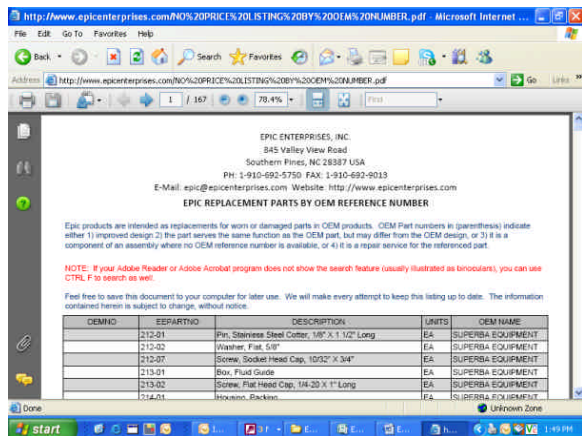 http://www.epicenterprises.com/NO%20PRICE%20LISTING%20BY%20OEM%20NUMBER.pdf - Microsoft Internet ...
File Edit Go To Favorites Help
Back Search Favorites
Address http://www.epicenterprises.com/NO%20PRICE%20LISTING%20BY%20OEM%20NUMBER.pdf Go Links »
1 / 167 78.4% Find
EPIC ENTERPRISES, INC.
845 Valley View Road
Southern Pines, NC 28387 USA
PH: 1-910-692-5750 FAX: 1-910-692-9013
E-Mail: epic@epicenterprises.com Website: http://www.epicenterprises.com
EPIC REPLACEMENT PARTS BY OEM REFERENCE NUMBER
Epic products are intended as replacements for worn or damaged parts in OEM products. OEM Part numbers in (parenthesis) indicate
either 1) improved design 2) the part serves the same function as the OEM part, but may differ from the OEM design, or 3) it is a
component of an assembly where no OEM reference number is available, or 4) it is a repair service for the referenced part.
NOTE: If your Adobe Reader or Adobe Acrobat program does not show the search feature (usually illustrated as binoculars), you can use
CTRL F to search as well.
Feel free to save this document to your computer for later use. We will make every attempt to keep this listing up to date. The information
contained herein is subject to change, without notice.
OEMNO EEPARTNO DESCRIPTION UNITS OEM NAME
212-01 Pin, Stainless Steel Cotter, 1/8" X 1 1/2" Long EA SUPERBA EQUIPMENT
212-02 Washer, Flat, 5/8" EA SUPERBA EQUIPMENT
212-07 Screw, Socket Head Cap, 10/32" X 3/4" EA SUPERBA EQUIPMENT
213-01 Box, Fluid Guide EA SUPERBA EQUIPMENT
213-02 Screw, Flat Head Cap, 1/4-20 X 1" Long EA SUPERBA EQUIPMENT
214-01 Housing, Packing EA SUPERBA EQUIPMENT
Done Unknown Zone
start 1:49 PM